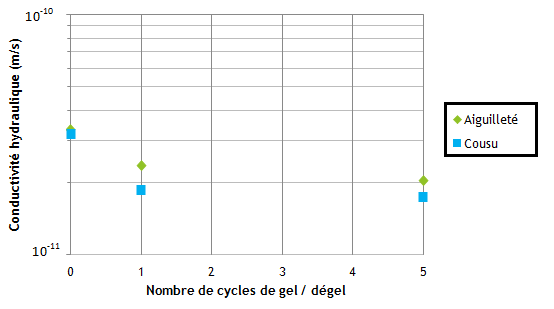 10-10
Conductivité hydraulique (m/s)
10-11
0 1 2 3 4 5
Nombre de cycles de gel / dégel
Aiguilleté
Cousu